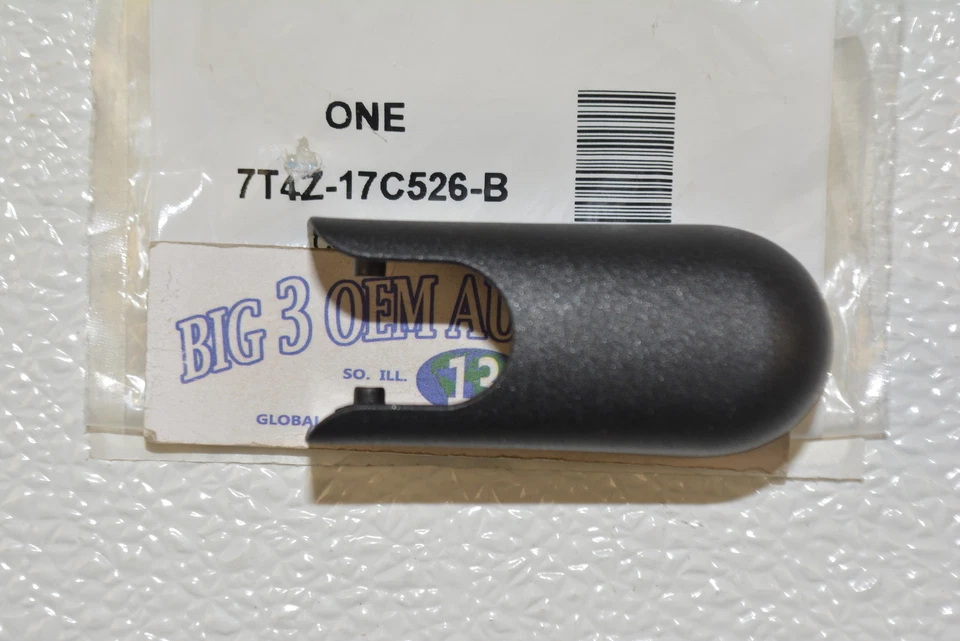 ONE
7T4Z-17C526-B
BIG 3 OEM AU
SO. ILL.
13
GLOBAL